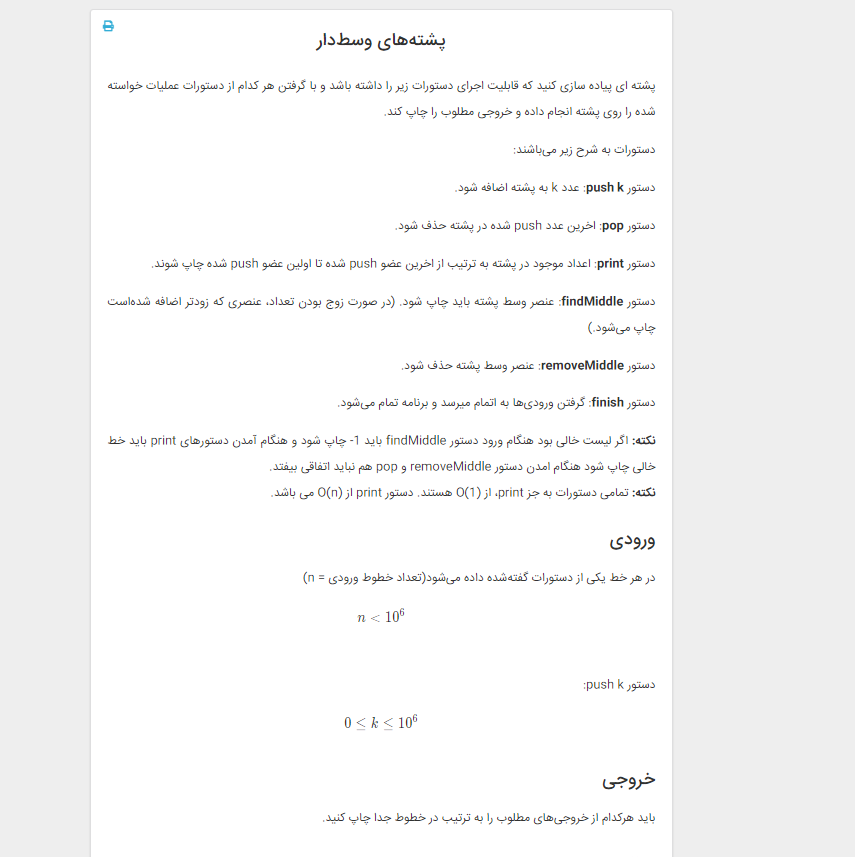 پشته‌های وسط‌دار
پشته ای پیاده سازی کنید که قابلیت اجرای دستورات زیر را داشته باشد و با گرفتن هر کدام از دستورات عملیات خواسته
شده را روی پشته انجام داده و خروجی مطلوب را چاپ کند.
دستورات به شرح زیر می‌باشند:
دستور push k: عدد k به پشته اضافه شود.
دستور pop: اخرین عدد push شده در پشته حذف شود.
دستور print: اعداد موجود در پشته به ترتیب از اخرین عضو push شده تا اولین عضو push شده چاپ شوند.
دستور findMiddle: عنصر وسط پشته باید چاپ شود. (در صورت زوج بودن تعداد، عنصری که زودتر اضافه شده‌است
چاپ می‌شود.)
دستور removeMiddle: عنصر وسط پشته حذف شود.
دستور finish: گرفتن ورودی‌ها به اتمام میرسد و برنامه تمام می‌شود.
نکته: اگر لیست خالی بود هنگام ورود دستور findMiddle باید 1- چاپ شود و هنگام آمدن دستورهای print باید خط
خالی چاپ شود هنگام امدن دستور removeMiddle و pop هم نباید اتفاقی بیفتد.
نکته: تمامی دستورات به جز print، از O(1) هستند. دستور print از O(n) می باشد.
ورودی
در هر خط یکی از دستورات گفته‌شده داده می‌شود(تعداد خطوط ورودی = n)
n < 10⁶
دستور push k:
0 ≤ k ≤ 10⁶
خروجی
باید هرکدام از خروجی‌های مطلوب را به ترتیب در خطوط جدا چاپ کنید.